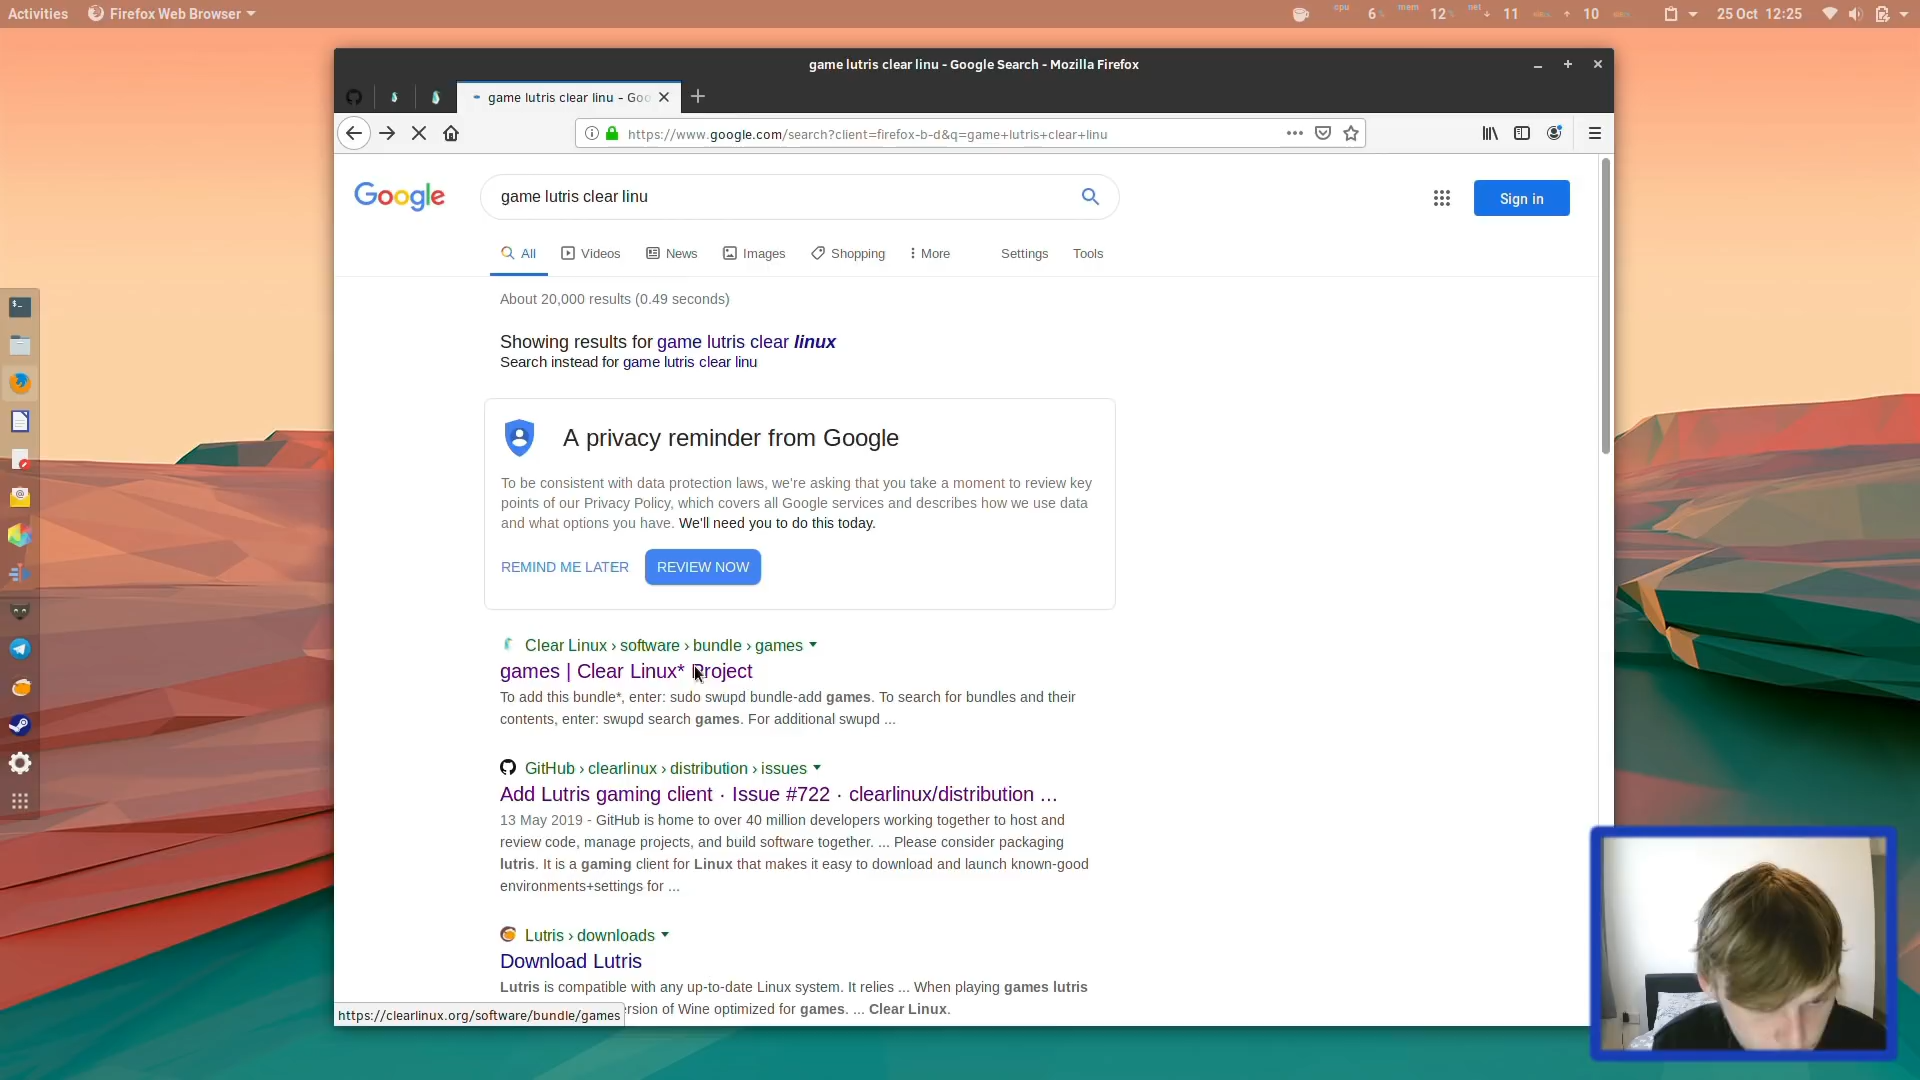 Activities
Firefox Web Browser
cpu 6% mem 12% net ↓ 11 ↑ 10
25 Oct 12:25
game lutris clear linu - Google Search - Mozilla Firefox
game lutris clear linu - Goo
https://www.google.com/search?client=firefox-b-d&q=game+lutris+clear+linu
Google
game lutris clear linu
Sign in
All
Videos
News
Images
Shopping
More
Settings
Tools
About 20,000 results (0.49 seconds)
Showing results for game lutris clear linux
Search instead for game lutris clear linu
A privacy reminder from Google
To be consistent with data protection laws, we're asking that you take a moment to review key
points of our Privacy Policy, which covers all Google services and describes how we use data
and what options you have. We'll need you to do this today.
REMIND ME LATER
REVIEW NOW
Clear Linux › software › bundle › games
games | Clear Linux* Project
To add this bundle*, enter: sudo swupd bundle-add games. To search for bundles and their
contents, enter: swupd search games. For additional swupd ...
GitHub › clearlinux › distribution › issues
Add Lutris gaming client · Issue #722 · clearlinux/distribution ...
13 May 2019 - GitHub is home to over 40 million developers working together to host and
review code, manage projects, and build software together. ... Please consider packaging
lutris. It is a gaming client for Linux that makes it easy to download and launch known-good
environments+settings for ...
Lutris › downloads
Download Lutris
Lutris is compatible with any up-to-date Linux system. It relies ... When playing games lutris
rsion of Wine optimized for games. ... Clear Linux.
https://clearlinux.org/software/bundle/games